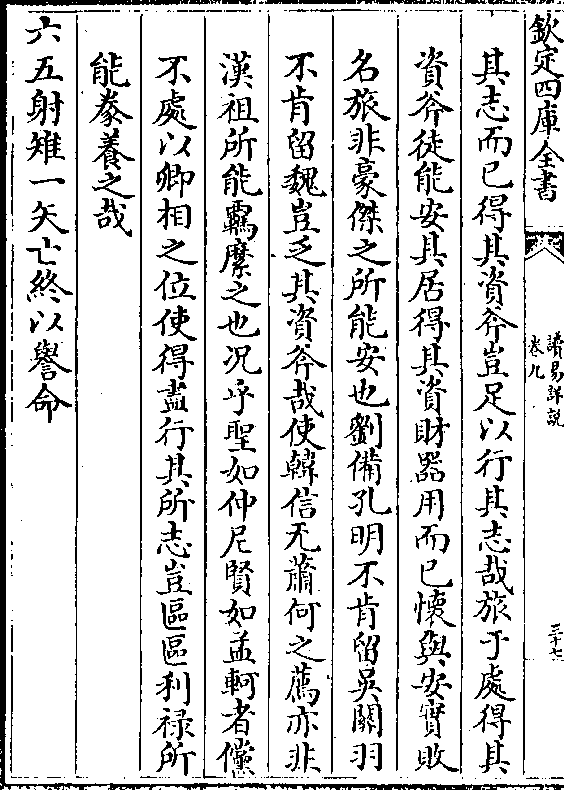 欽定四庫全書
讀易詳說
卷九
三十七
其志而已得其資斧豈足以行其志哉旅于處得其
資斧徒能安其居得其資財器用而已懷與安實敗
名旅非豪傑之所能安也劉備孔明不肯留吳關羽
不肯留魏豈乏其資斧哉使韓信无蕭何之薦亦非
漢祖所能羈縻之也况乎聖如仲尼賢如孟軻者儻
不處以卿相之位使得盡行其所志豈區區利禄所
能豢養之哉
六五射雉一矢亡終以譽命